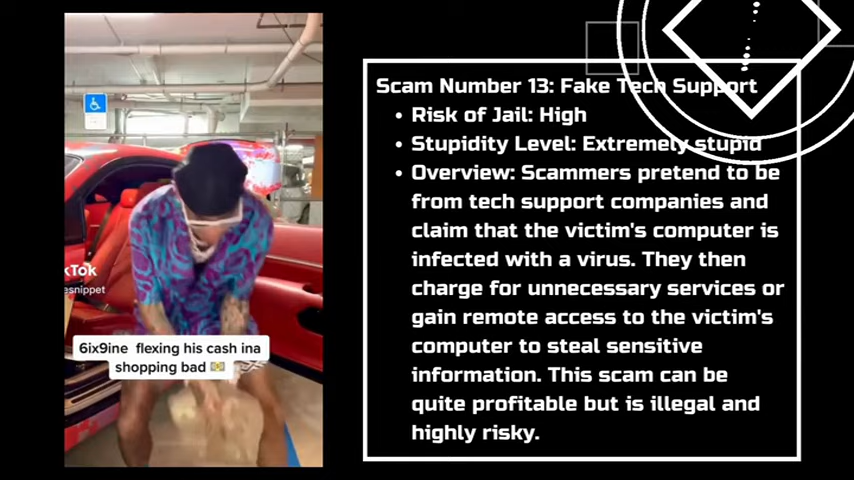 kTok
esnippet
6ix9ine flexing his cash ina
shopping bad 💵
Scam Number 13: Fake Tech Support
• Risk of Jail: High
• Stupidity Level: Extremely stupid
• Overview: Scammers pretend to be
from tech support companies and
claim that the victim's computer is
infected with a virus. They then
charge for unnecessary services or
gain remote access to the victim's
computer to steal sensitive
information. This scam can be
quite profitable but is illegal and
highly risky.